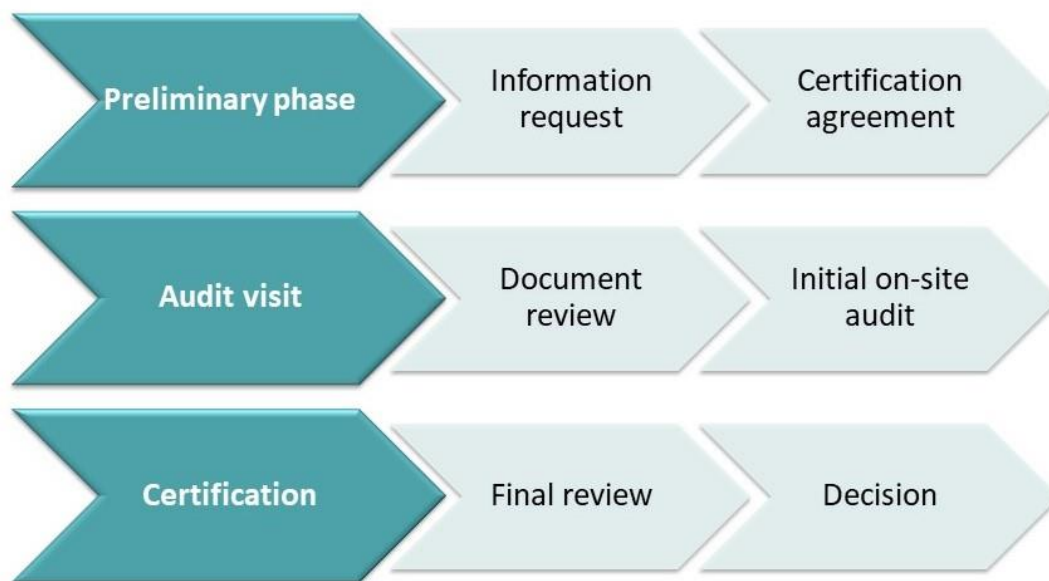 Preliminary phase
Information
request
Certification
agreement
Audit visit
Document
review
Initial on-site
audit
Certification
Final review
Decision